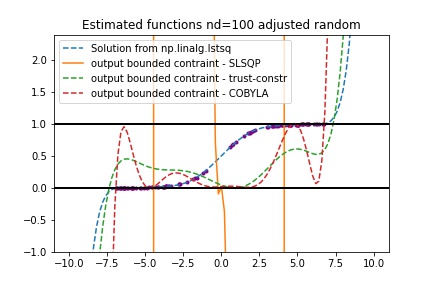 Estimated functions nd=100 adjusted random
Solution from np.linalg.lstsq
output bounded contraint - SLSQP
output bounded contraint - trust-constr
output bounded contraint - COBYLA
2.0
1.5
1.0
0.5
0.0
−0.5
−1.0
−10.0 −7.5 −5.0 −2.5 0.0 2.5 5.0 7.5 10.0